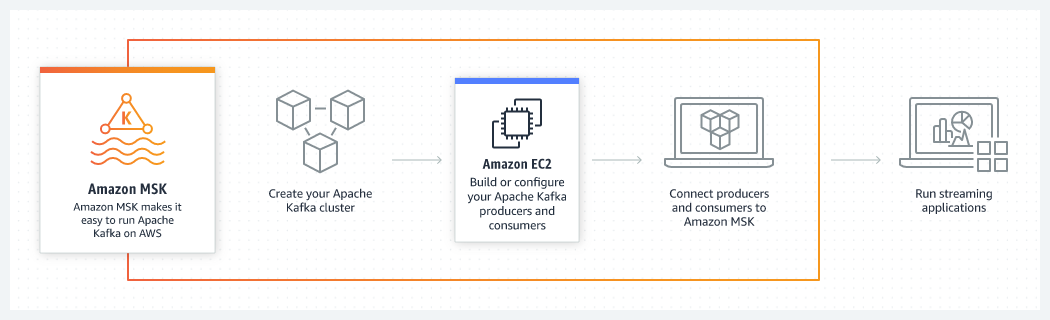 K
Amazon MSK
Amazon MSK makes it
easy to run Apache
Kafka on AWS
Create your Apache
Kafka cluster
Amazon EC2
Build or configure
your Apache Kafka
producers and
consumers
Connect producers
and consumers to
Amazon MSK
Run streaming
applications